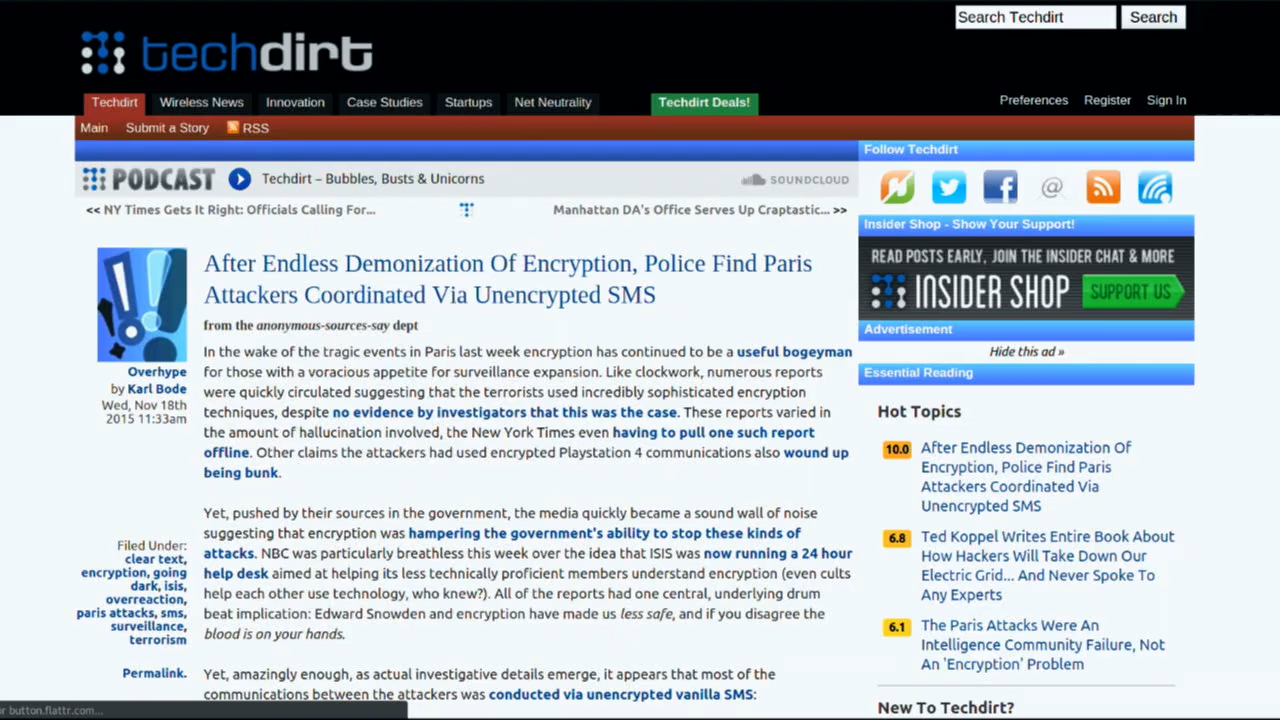 Search Techdirt
Search
techdirt
Techdirt
Wireless News
Innovation
Case Studies
Startups
Net Neutrality
Techdirt Deals!
Preferences
Register
Sign In
Main
Submit a Story
RSS
PODCAST
Techdirt – Bubbles, Busts & Unicorns
SOUNDCLOUD
<< NY Times Gets It Right: Officials Calling For...
Manhattan DA's Office Serves Up Craptastic... >>
After Endless Demonization Of Encryption, Police Find Paris
Attackers Coordinated Via Unencrypted SMS
from the anonymous-sources-say dept
Overhype
by Karl Bode
Wed, Nov 18th
2015 11:33am
Filed Under:
clear text,
encryption, going
dark, isis,
overreaction,
paris attacks, sms,
surveillance,
terrorism
Permalink.
In the wake of the tragic events in Paris last week encryption has continued to be a useful bogeyman
for those with a voracious appetite for surveillance expansion. Like clockwork, numerous reports
were quickly circulated suggesting that the terrorists used incredibly sophisticated encryption
techniques, despite no evidence by investigators that this was the case. These reports varied in
the amount of hallucination involved, the New York Times even having to pull one such report
offline. Other claims the attackers had used encrypted Playstation 4 communications also wound up
being bunk.
Yet, pushed by their sources in the government, the media quickly became a sound wall of noise
suggesting that encryption was hampering the government's ability to stop these kinds of
attacks. NBC was particularly breathless this week over the idea that ISIS was now running a 24 hour
help desk aimed at helping its less technically proficient members understand encryption (even cults
help each other use technology, who knew?). All of the reports had one central, underlying drum
beat implication: Edward Snowden and encryption have made us less safe, and if you disagree the
blood is on your hands.
Yet, amazingly enough, as actual investigative details emerge, it appears that most of the
communications between the attackers was conducted via unencrypted vanilla SMS:
Follow Techdirt
Insider Shop - Show Your Support!
READ POSTS EARLY, JOIN THE INSIDER CHAT & MORE
INSIDER SHOP
SUPPORT US
Advertisement
Hide this ad »
Essential Reading
Hot Topics
10.0
After Endless Demonization Of
Encryption, Police Find Paris
Attackers Coordinated Via
Unencrypted SMS
6.8
Ted Koppel Writes Entire Book About
How Hackers Will Take Down Our
Electric Grid... And Never Spoke To
Any Experts
6.1
The Paris Attacks Were An
Intelligence Community Failure, Not
An 'Encryption' Problem
New To Techdirt?
or button.flattr.com...